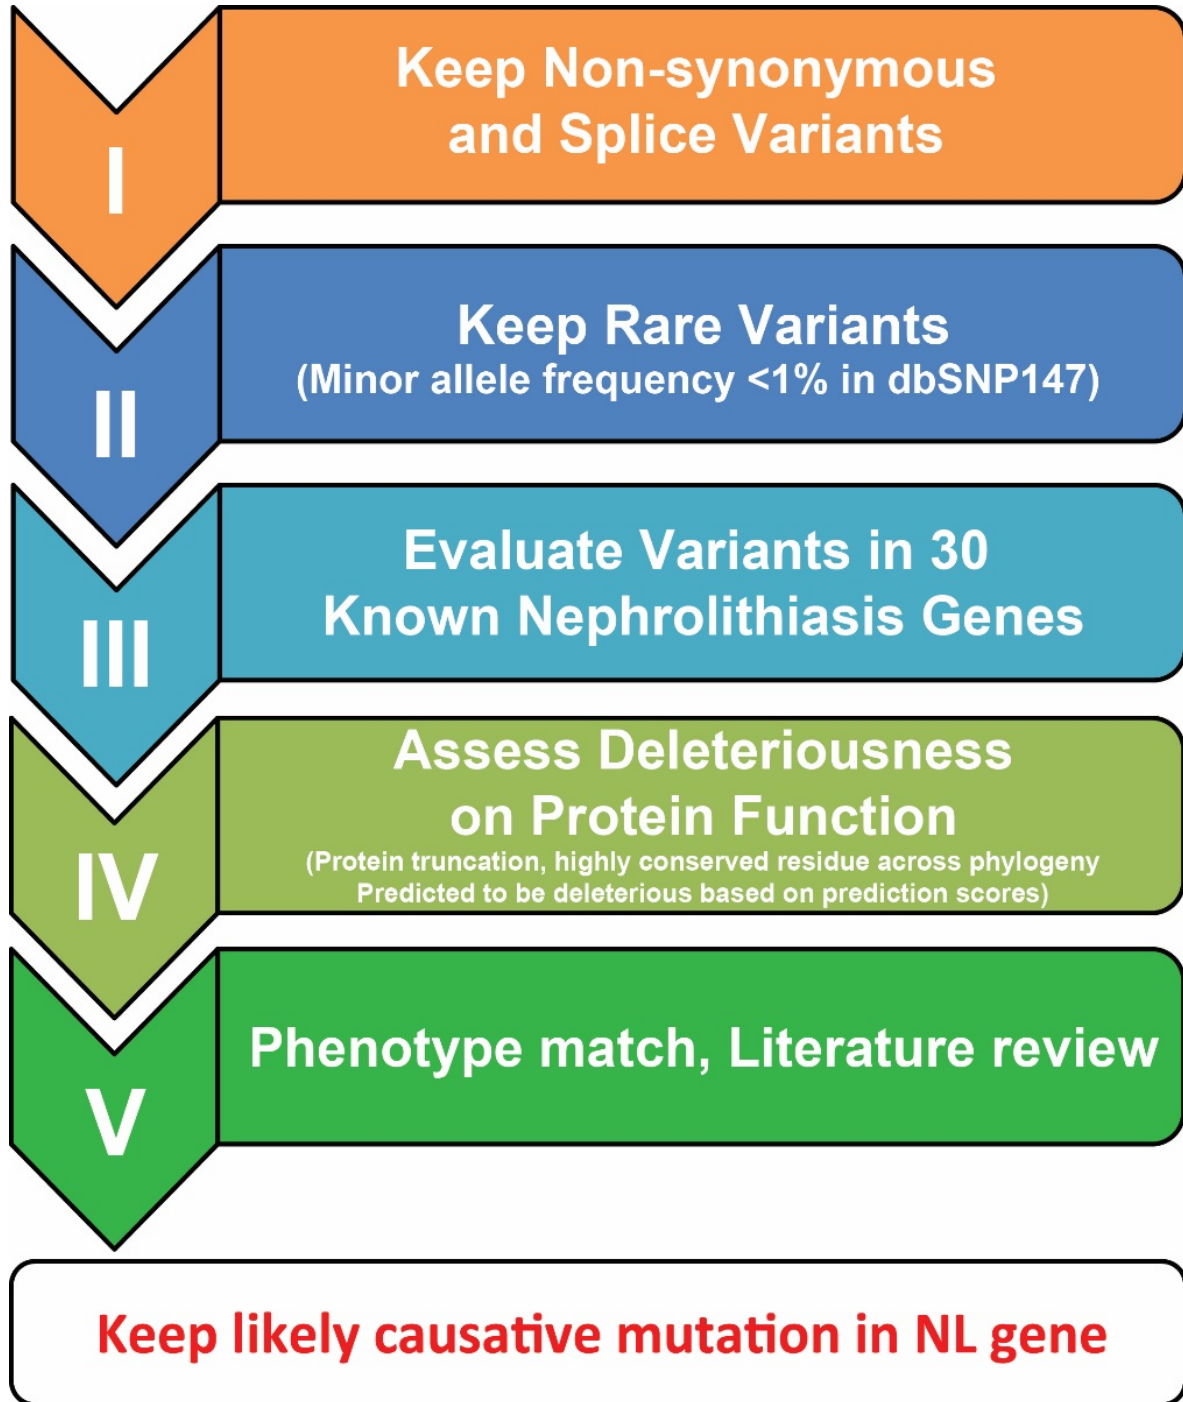 I
Keep Non-synonymous
and Splice Variants
II
Keep Rare Variants
(Minor allele frequency <1% in dbSNP147)
III
Evaluate Variants in 30
Known Nephrolithiasis Genes
IV
Assess Deleteriousness
on Protein Function
(Protein truncation, highly conserved residue across phylogeny
Predicted to be deleterious based on prediction scores)
V
Phenotype match, Literature review
Keep likely causative mutation in NL gene